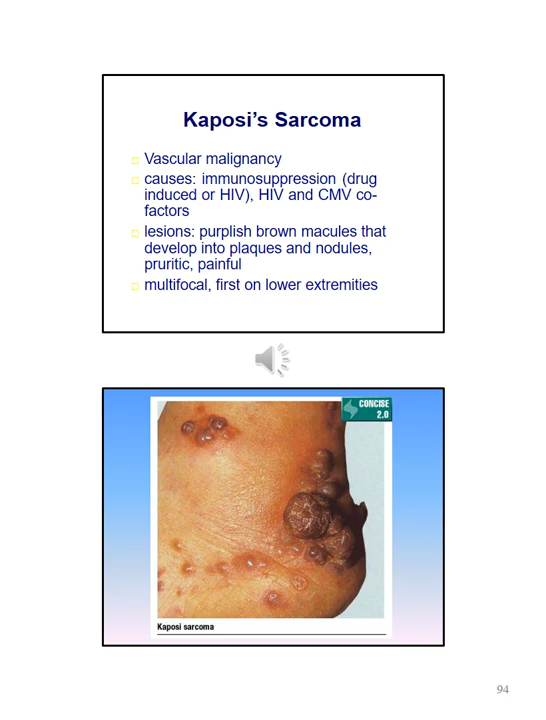 Kaposi's Sarcoma
Vascular malignancy
causes: immunosuppression (drug
induced or HIV), HIV and CMV co-
factors
lesions: purplish brown macules that
develop into plaques and nodules,
pruritic, painful
multifocal, first on lower extremities
CONCISE
2.0
Kaposi sarcoma
94